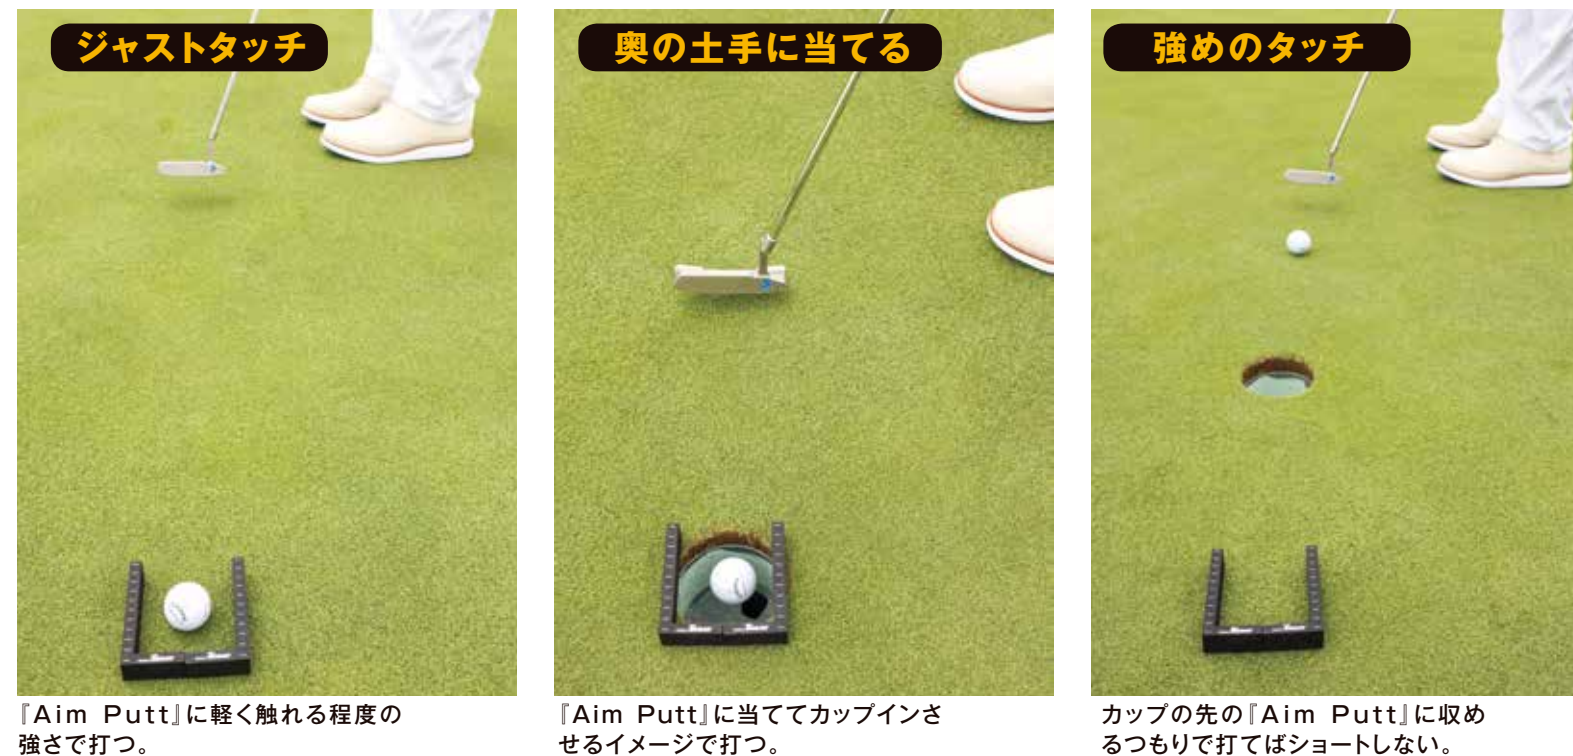 ジャストタッチ
『Aim Putt』に軽く触れる程度の
強さで打つ。
奥の土手に当てる
『Aim Putt』に当ててカップインさ
せるイメージで打つ。
強めのタッチ
カップの先の『Aim Putt』に収め
るつもりで打てばショートしない。